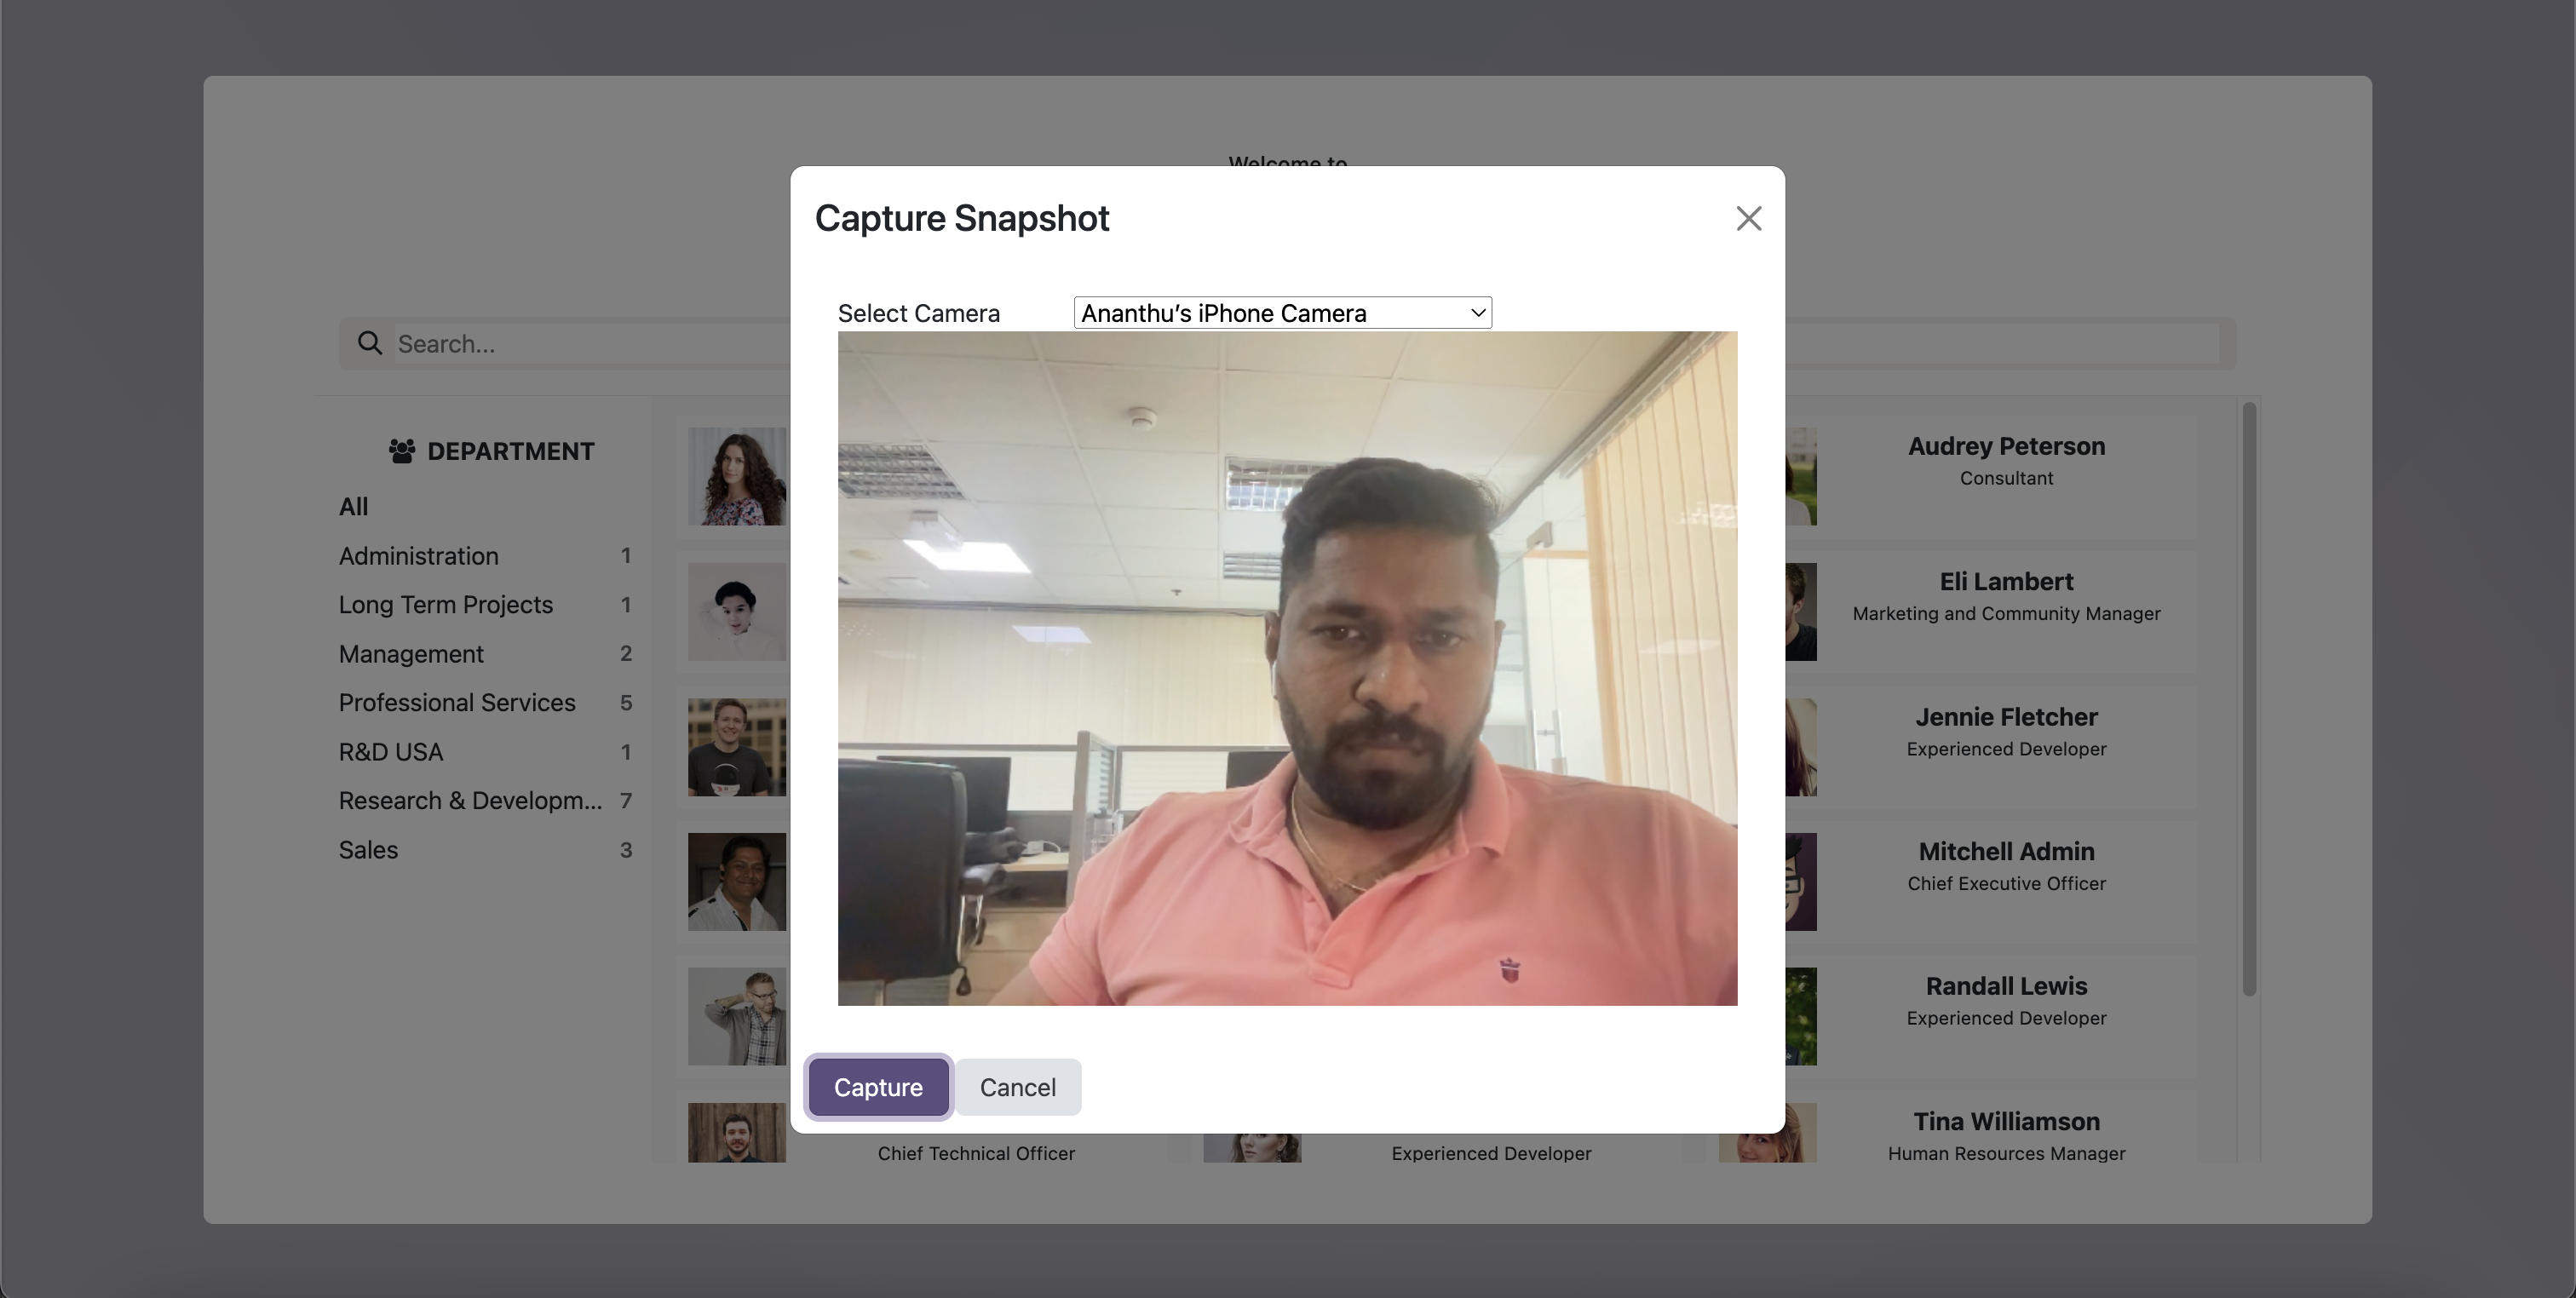 Welcome to
Capture Snapshot
Select Camera
Ananthu’s iPhone Camera
Search...
DEPARTMENT
All
Administration 1
Long Term Projects 1
Management 2
Professional Services 5
R&D USA 1
Research & Developm... 7
Sales 3
Audrey Peterson
Consultant
Eli Lambert
Marketing and Community Manager
Jennie Fletcher
Experienced Developer
Mitchell Admin
Chief Executive Officer
Randall Lewis
Experienced Developer
Capture
Cancel
Chief Technical Officer
Experienced Developer
Tina Williamson
Human Resources Manager